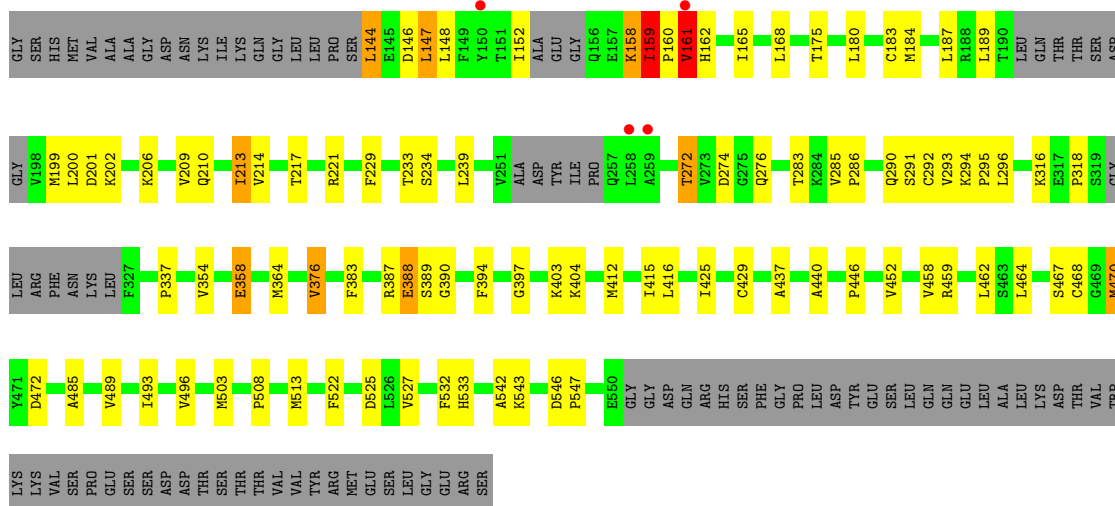 GLY SER HIS MET VAL ALA ALA GLY ASP ASN LYS ILE LYS GLN GLY LEU LEU PRO SER L144 E145 D146 L147 L148 F149 Y150 T151 I152 ALA GLU GLY Q156 E157 K158 I159 P160 V161 H162 I165 L168 T175 L180 C183 M184 L187 R188 L189 T190 LEU GLN THR THR SER ASP
GLY V198 M199 L200 D201 K202 K206 V209 Q210 I213 V214 T217 R221 F229 T233 S234 L239 V251 ALA ASP TYR ILE PRO Q257 L258 A259 T272 V273 D274 G275 Q276 T283 K284 V285 P286 Q290 S291 C292 V293 K294 P295 L296 K316 E317 P318 S319 GLY
LEU ARG PHE ASN LYS LEU F327 P337 V354 E358 M364 V376 F383 R387 E388 S389 G390 F394 G397 K403 K404 M412 I415 L416 I425 C429 A437 A440 P446 V452 V458 R459 L462 S463 L464 S467 C468 G469 M470
Y471 D472 A485 V489 I493 V496 M503 P508 M513 F522 D525 L526 V527 F532 H533 A542 K543 D546 P547 E550 GLY GLY ASP GLN ARG HIS SER PHE GLY PRO LEU ASP TYR GLU SER LEU GLN GLN GLU LEU ALA LEU LYS ASP THR VAL TRP
LYS LYS VAL SER PRO GLU SER SER ASP ASP THR SER THR THR VAL VAL TYR ARG MET GLU SER LEU GLY GLU ARG SER